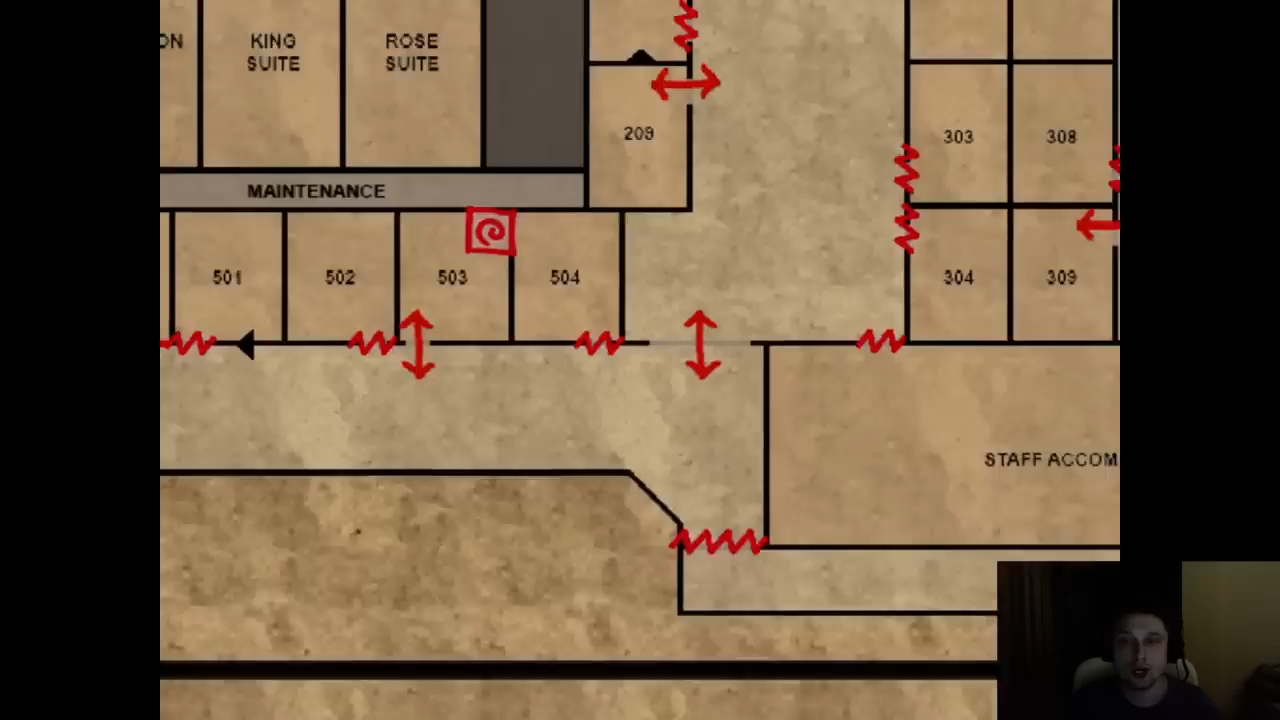 ON
KING
SUITE
ROSE
SUITE
209
303
308
MAINTENANCE
501
502
503
504
304
309
STAFF ACCOM